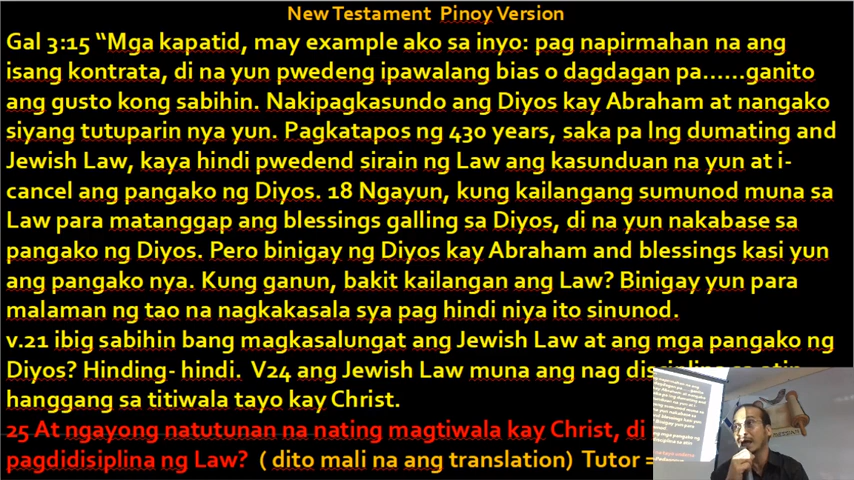 New Testament  Pinoy Version
Gal 3:15 “Mga kapatid, may example ako sa inyo: pag napirmahan na ang
isang kontrata, di na yun pwedeng ipawalang bias o dagdagan pa......ganito
ang gusto kong sabihin. Nakipagkasundo ang Diyos kay Abraham at nangako
siyang tutuparin nya yun. Pagkatapos ng 430 years, saka pa lng dumating and
Jewish Law, kaya hindi pwedend sirain ng Law ang kasunduan na yun at i-
cancel ang pangako ng Diyos. 18 Ngayun, kung kailangang sumunod muna sa
Law para matanggap ang blessings galling sa Diyos, di na yun nakabase sa
pangako ng Diyos. Pero binigay ng Diyos kay Abraham and blessings kasi yun
ang pangako nya. Kung ganun, bakit kailangan ang Law? Binigay yun para
malaman ng tao na nagkakasala sya pag hindi niya ito sinunod.
v.21 ibig sabihin bang magkasalungat ang Jewish Law at ang mga pangako ng
Diyos? Hinding- hindi.  V24 ang Jewish Law muna ang nag
hanggang sa titiwala tayo kay Christ.
25 At ngayong natutunan na nating magtiwala kay Christ, di
pagdidisiplina ng Law?  ( dito mali na ang translation)  Tutor =